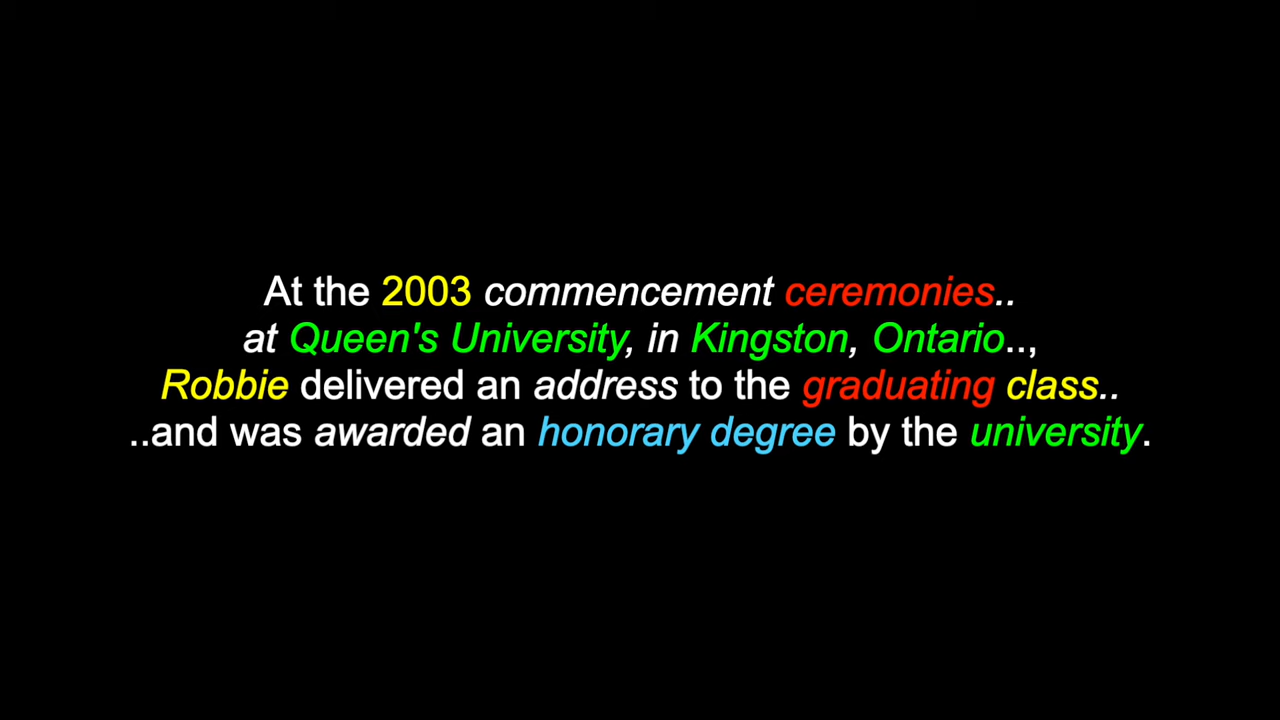 At the 2003 commencement ceremonies..
at Queen's University, in Kingston, Ontario..,
Robbie delivered an address to the graduating class..
..and was awarded an honorary degree by the university.